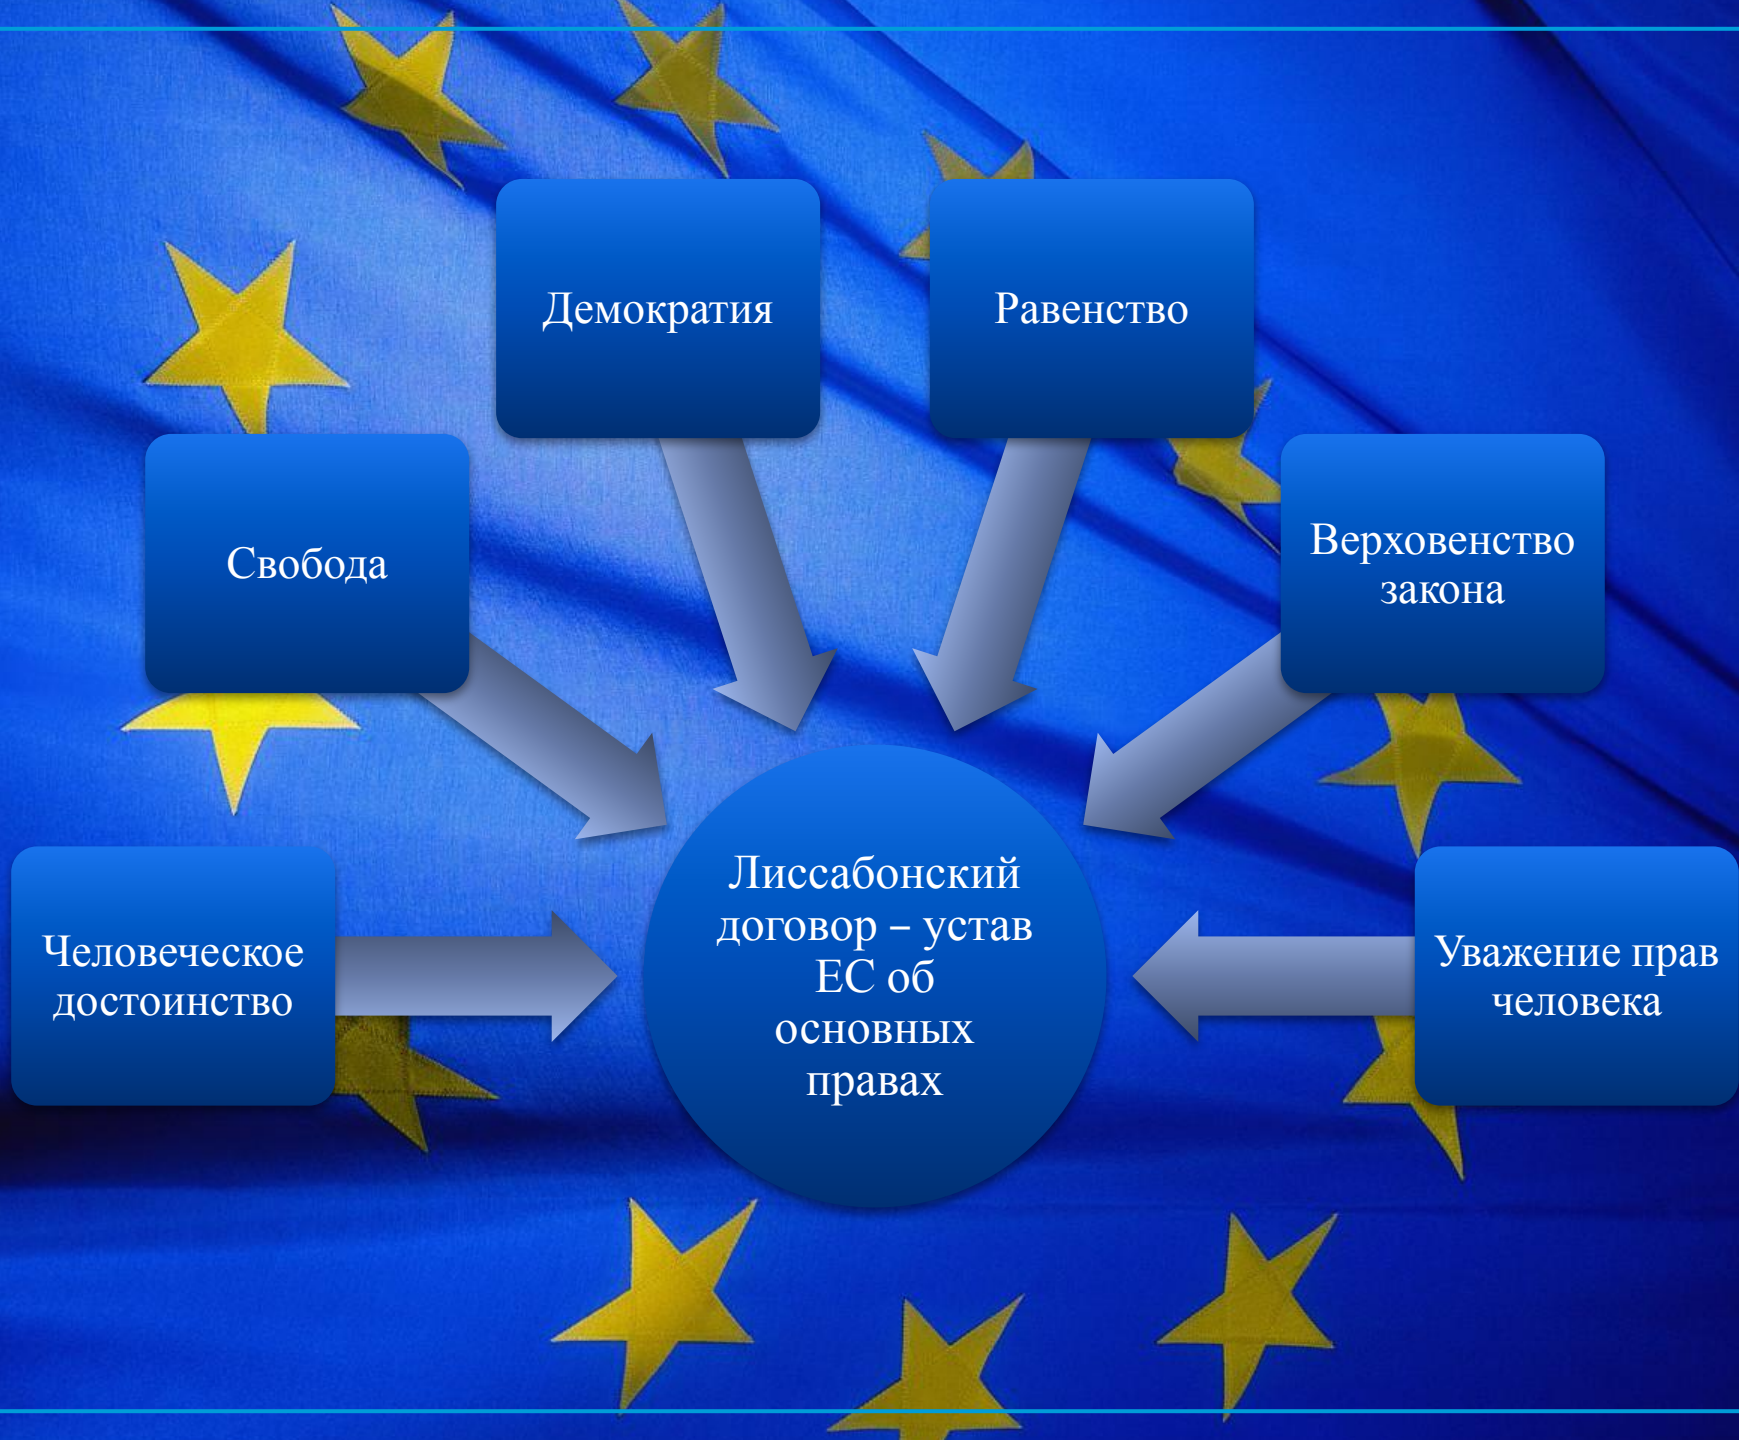 Демократия
Равенство
Свобода
Верховенство
закона
Человеческое
достоинство
Лиссабонский
договор – устав
ЕС об
основных
правах
Уважение прав
человека